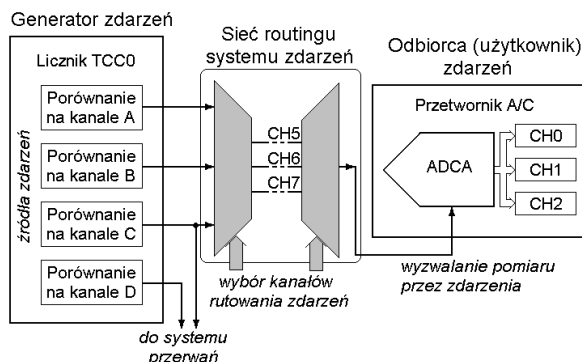 Generator zdarzeń
Licznik TCC0
źródła zdarzeń
Porównanie
na kanale A
Porównanie
na kanale B
Porównanie
na kanale C
Porównanie
na kanale D
do systemu
przerwań
Sieć routingu
systemu zdarzeń
CH5
CH6
CH7
wybór kanałów
rutowania zdarzeń
Odbiorca (użytkownik)
zdarzeń
Przetwornik A/C
ADCA
CH0
CH1
CH2
wyzwalanie pomiaru
przez zdarzenia